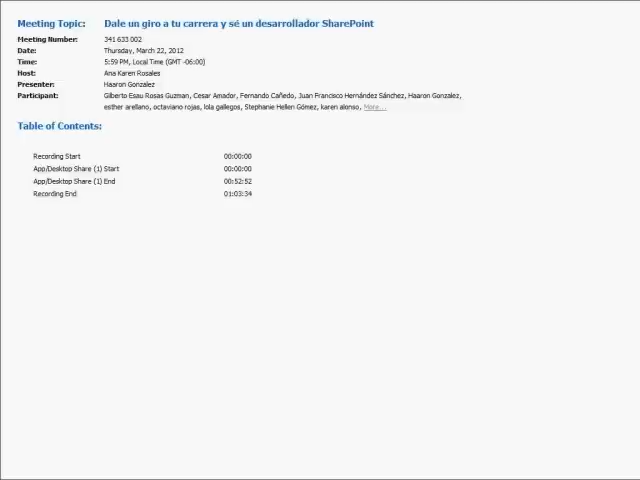 Meeting Topic: Dale un giro a tu carrera y sé un desarrollador SharePoint
Meeting Number: 341 633 002
Date: Thursday, March 22, 2012
Time: 5:59 PM, Local Time (GMT -06:00)
Host: Ana Karen Rosales
Presenter: Haaron Gonzalez
Participant: Gilberto Esau Rosas Guzman, Cesar Amador, Fernando Cañedo, Juan Francisco Hernández Sánchez, Haaron Gonzalez,
esther arellano, octaviano rojas, lola gallegos, Stephanie Hellen Gómez, karen alonso, More...
Table of Contents:
Recording Start 00:00:00
App/Desktop Share (1) Start 00:00:00
App/Desktop Share (1) End 00:52:52
Recording End 01:03:34